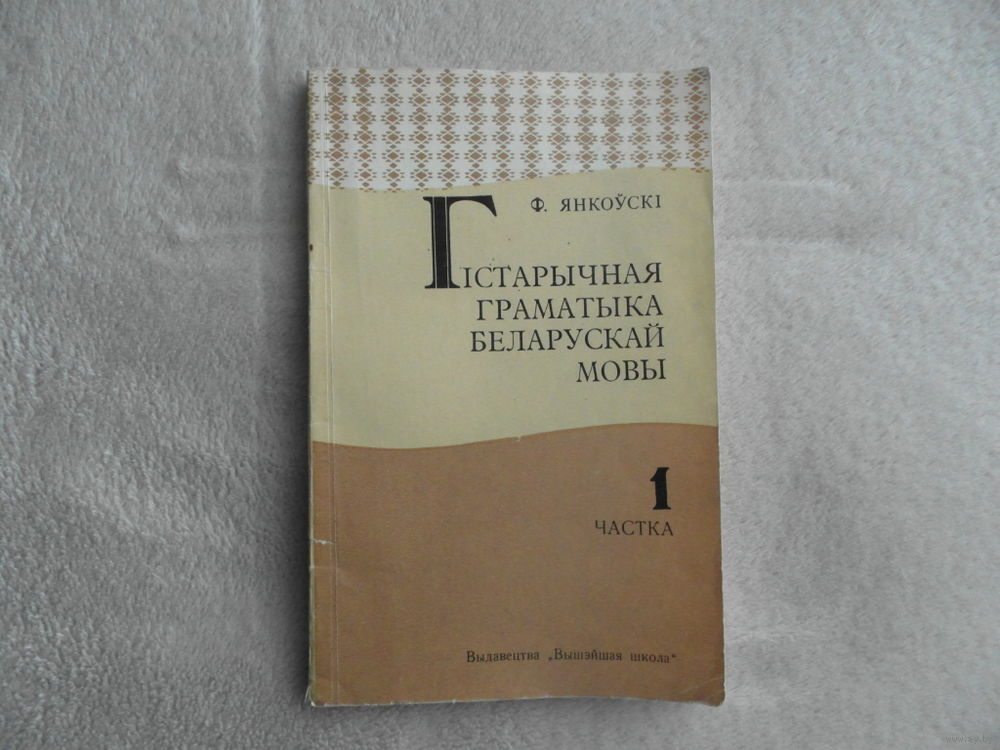 Ф. ЯНКОЎСКІ
ГІСТАРЫЧНАЯ
ГРАМАТЫКА
БЕЛАРУСКАЙ
МОВЫ
1
ЧАСТКА
Выдавецтва „Вышэйшая школа“